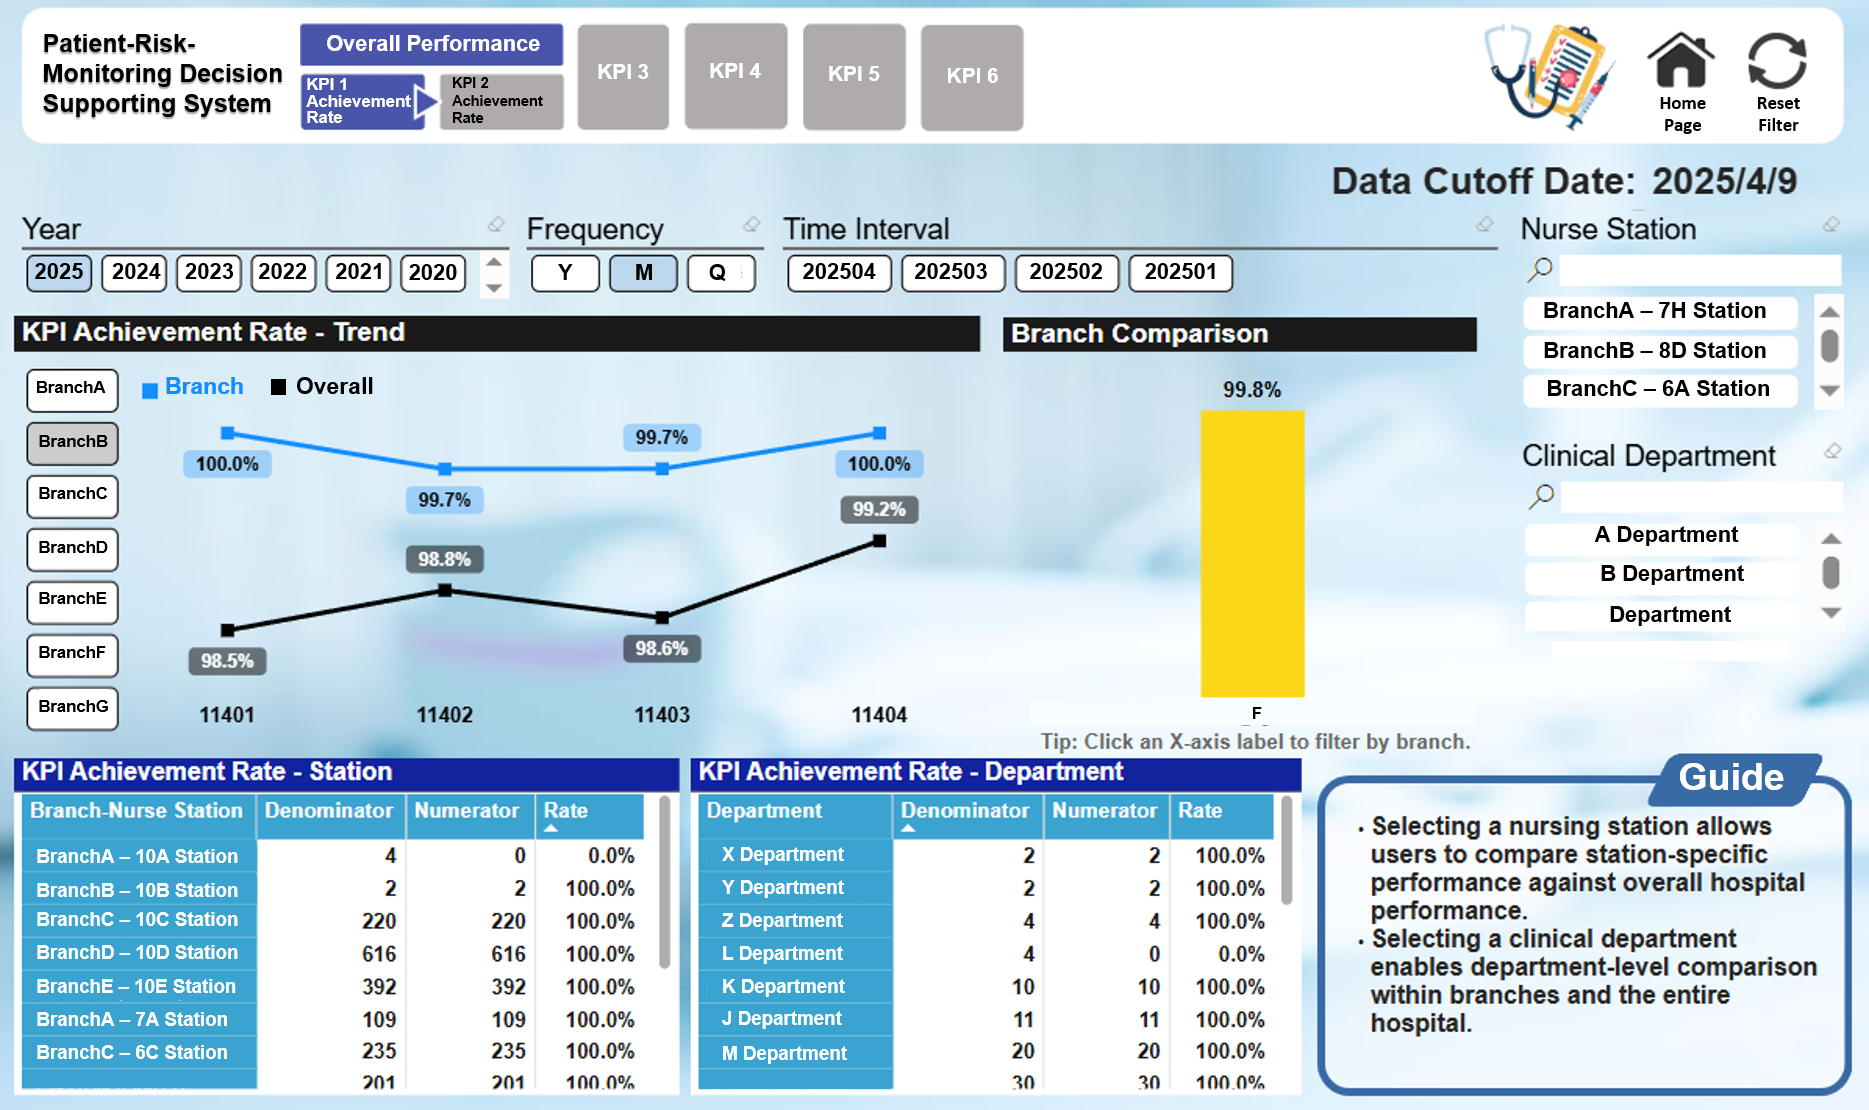 Patient-Risk-
Monitoring Decision
Supporting System
Overall Performance
KPI 1
Achievement
Rate
KPI 2
Achievement
Rate
KPI 3
KPI 4
KPI 5
KPI 6
Home
Page
Reset
Filter
Data Cutoff Date: 2025/4/9
Year
2025 2024 2023 2022 2021 2020
Frequency
Y M Q
Time Interval
202504 202503 202502 202501
Nurse Station
BranchA – 7H Station
BranchB – 8D Station
BranchC – 6A Station
Clinical Department
A Department
B Department
Department
KPI Achievement Rate - Trend
BranchA
BranchB
BranchC
BranchD
BranchE
BranchF
BranchG
Branch Overall
100.0% 99.7% 99.7% 100.0%
98.5% 98.8% 98.6% 99.2%
11401 11402 11403 11404
Branch Comparison
99.8%
F
Tip: Click an X-axis label to filter by branch.
KPI Achievement Rate - Station
Branch-Nurse Station Denominator Numerator Rate
BranchA – 10A Station 4 0 0.0%
BranchB – 10B Station 2 2 100.0%
BranchC – 10C Station 220 220 100.0%
BranchD – 10D Station 616 616 100.0%
BranchE – 10E Station 392 392 100.0%
BranchA – 7A Station 109 109 100.0%
BranchC – 6C Station 235 235 100.0%
201 201 100.0%
KPI Achievement Rate - Department
Department Denominator Numerator Rate
X Department 2 2 100.0%
Y Department 2 2 100.0%
Z Department 4 4 100.0%
L Department 4 0 0.0%
K Department 10 10 100.0%
J Department 11 11 100.0%
M Department 20 20 100.0%
30 30 100.0%
Guide
• Selecting a nursing station allows
users to compare station-specific
performance against overall hospital
performance.
• Selecting a clinical department
enables department-level comparison
within branches and the entire
hospital.